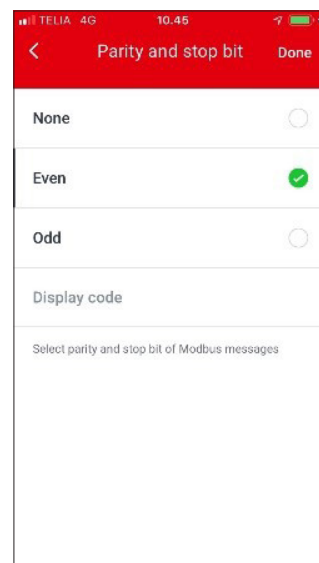 TELIA 4G 10.45
Parity and stop bit Done
None
Even
Odd
Display code
Select parity and stop bit of Modbus messages